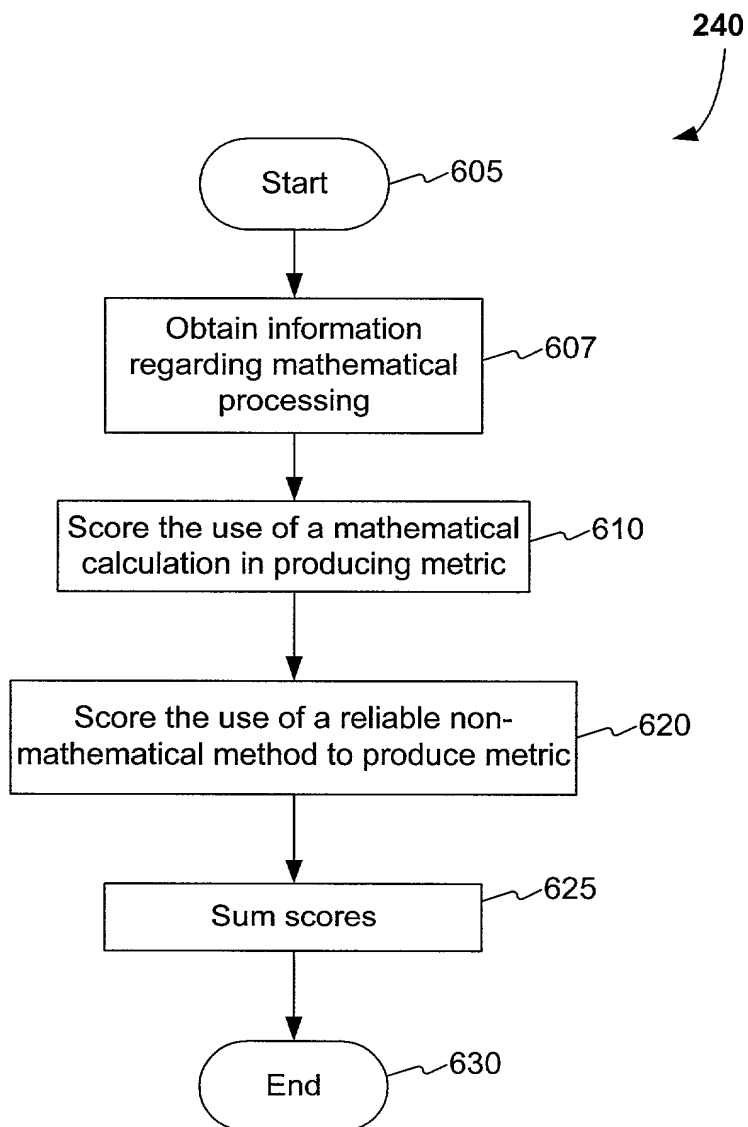 240
Start
605
Obtain information
regarding mathematical
processing
607
Score the use of a mathematical
calculation in producing metric
610
Score the use of a reliable non-
mathematical method to produce metric
620
Sum scores
625
End
630